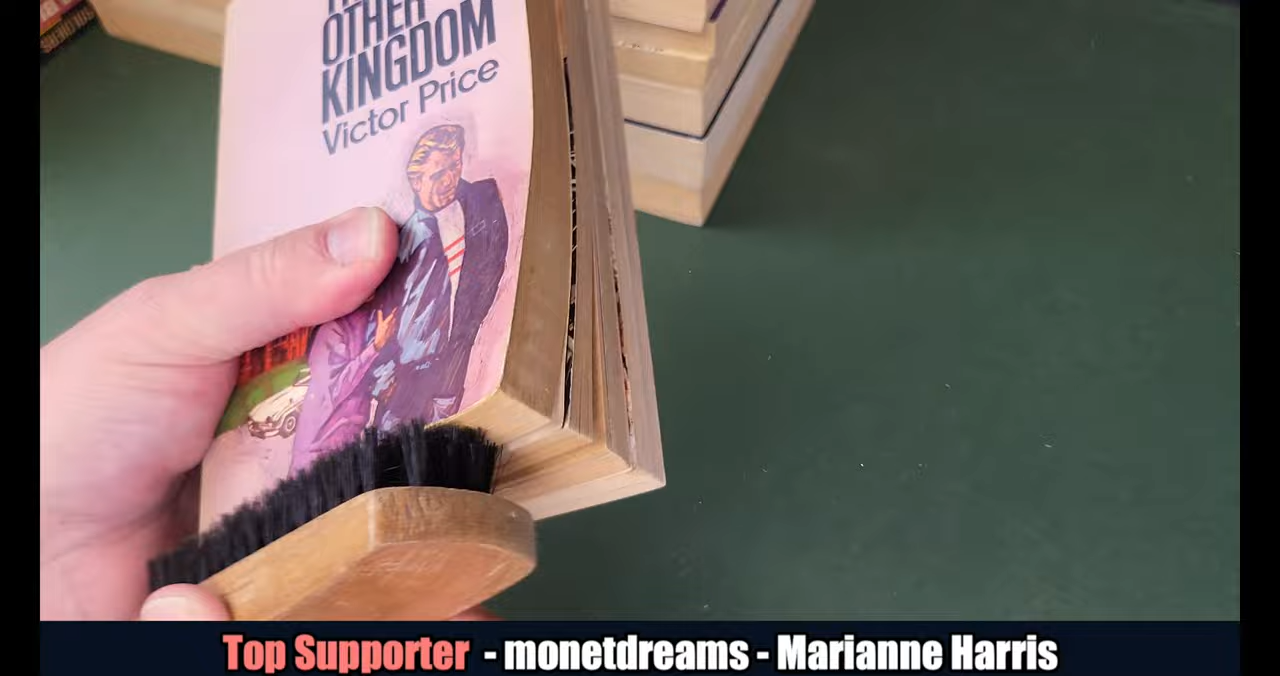 OTHER
KINGDOM
Victor Price
Top Supporter - monetdreams - Marianne Harris